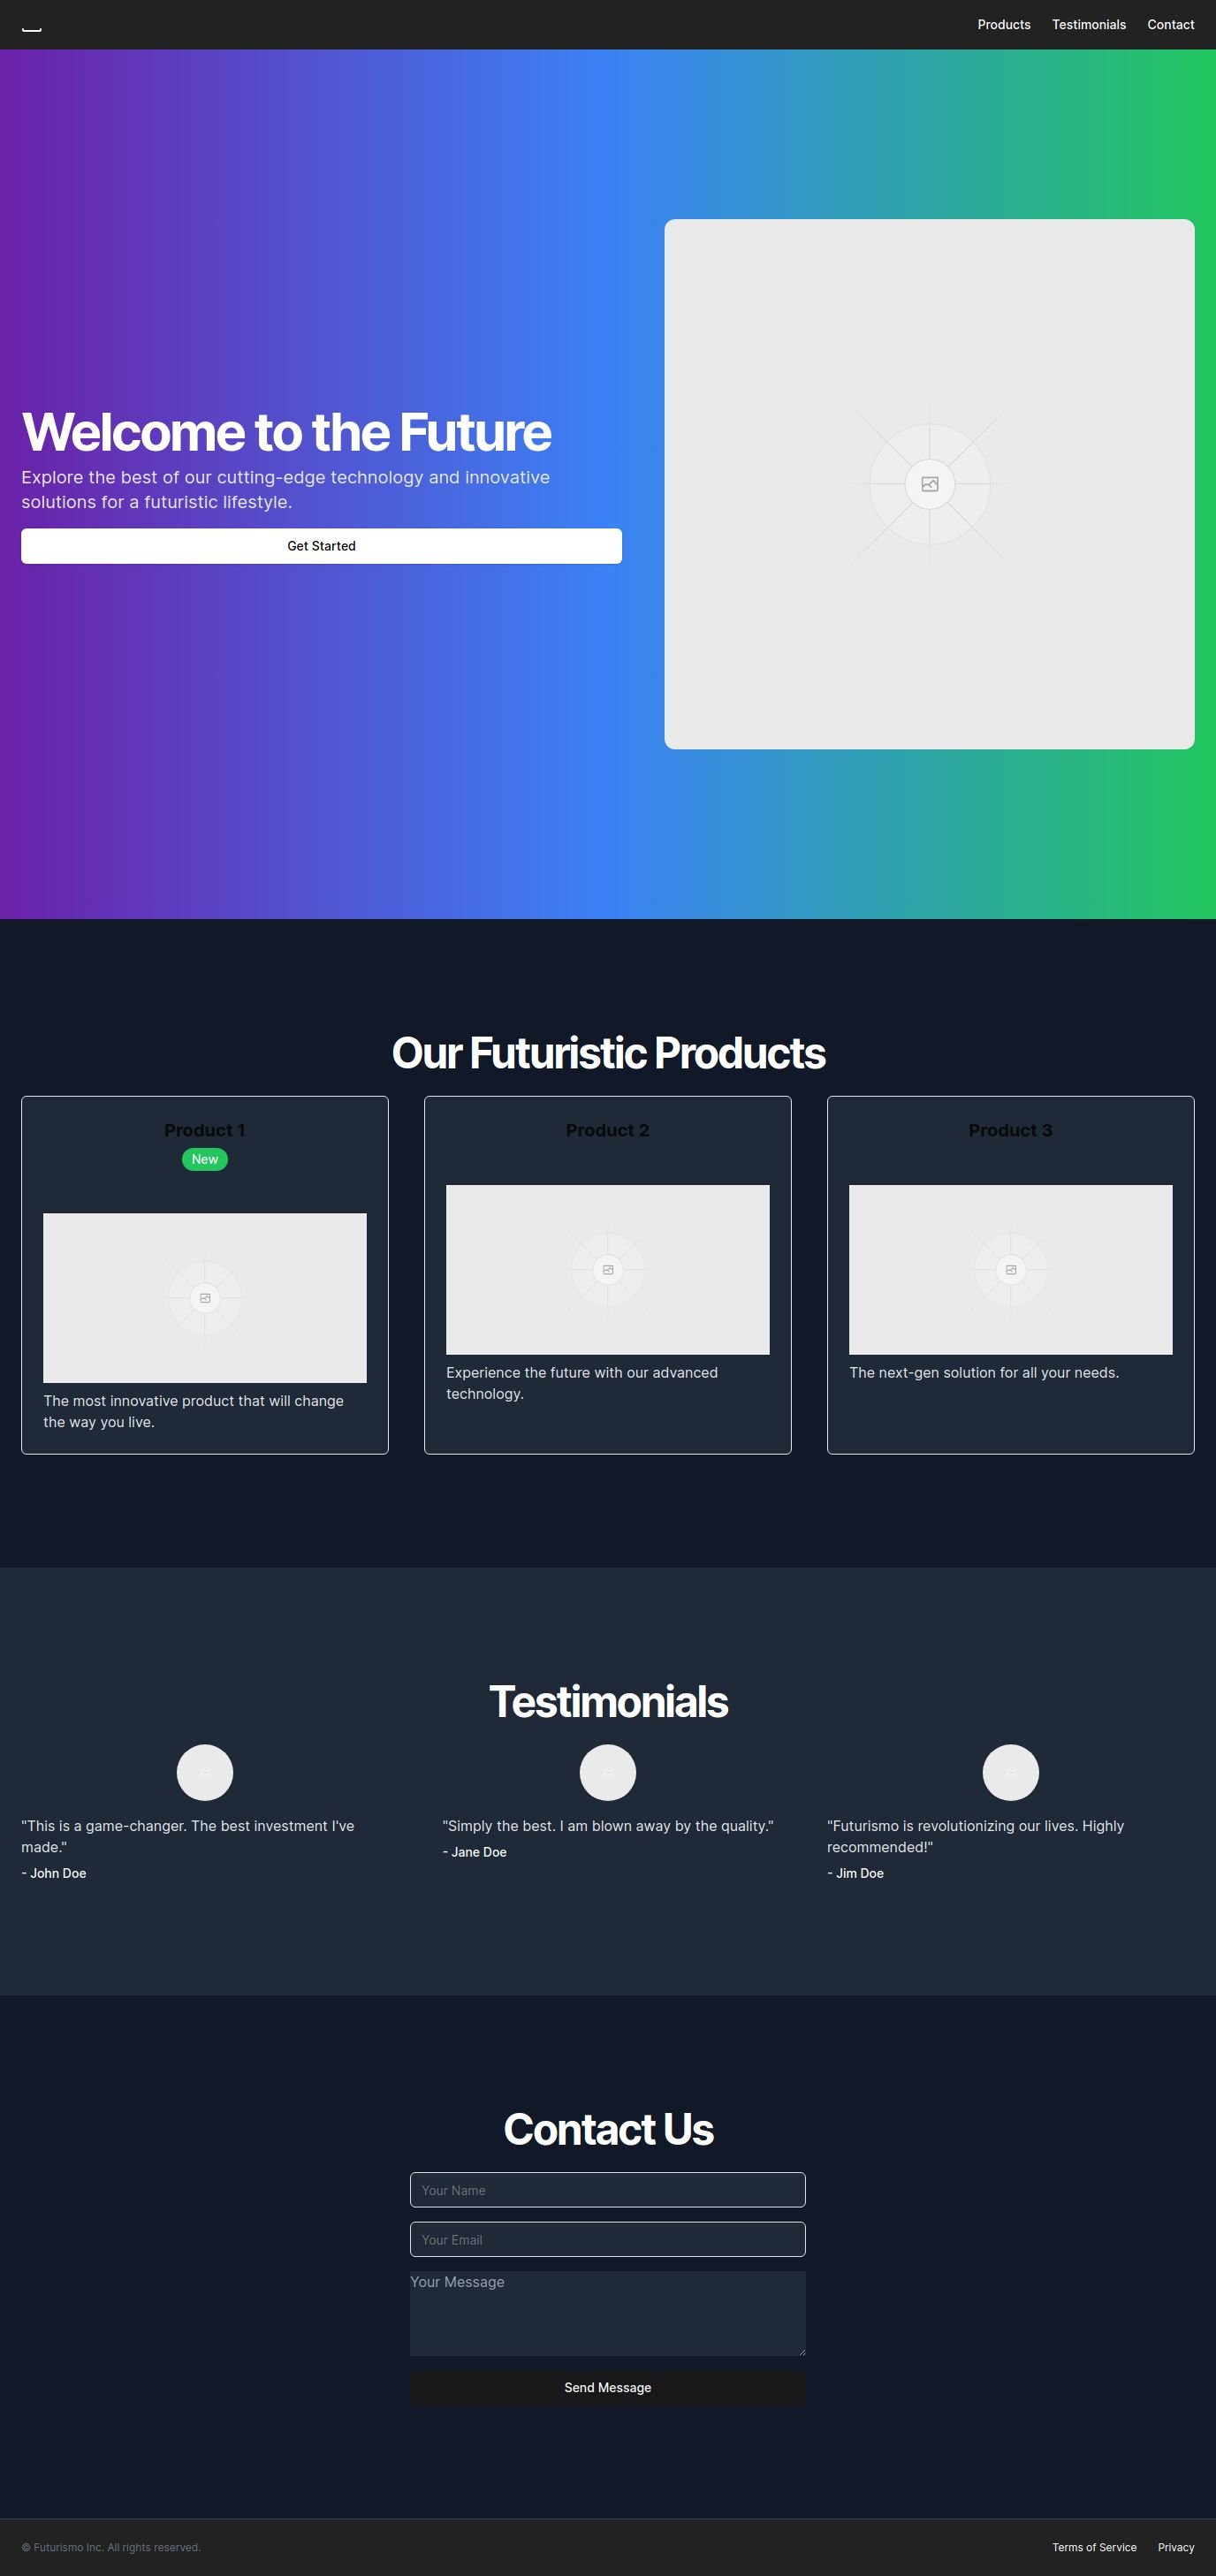 Products Testimonials Contact
Welcome to the Future
Explore the best of our cutting-edge technology and innovative
solutions for a futuristic lifestyle.
Get Started
Our Futuristic Products
Product 1
New
The most innovative product that will change
the way you live.
Product 2
Experience the future with our advanced
technology.
Product 3
The next-gen solution for all your needs.
Testimonials
"This is a game-changer. The best investment I've
made."
- John Doe
"Simply the best. I am blown away by the quality."
- Jane Doe
"Futurismo is revolutionizing our lives. Highly
recommended!"
- Jim Doe
Contact Us
Your Name
Your Email
Your Message
Send Message
© Futurismo Inc. All rights reserved.
Terms of Service Privacy